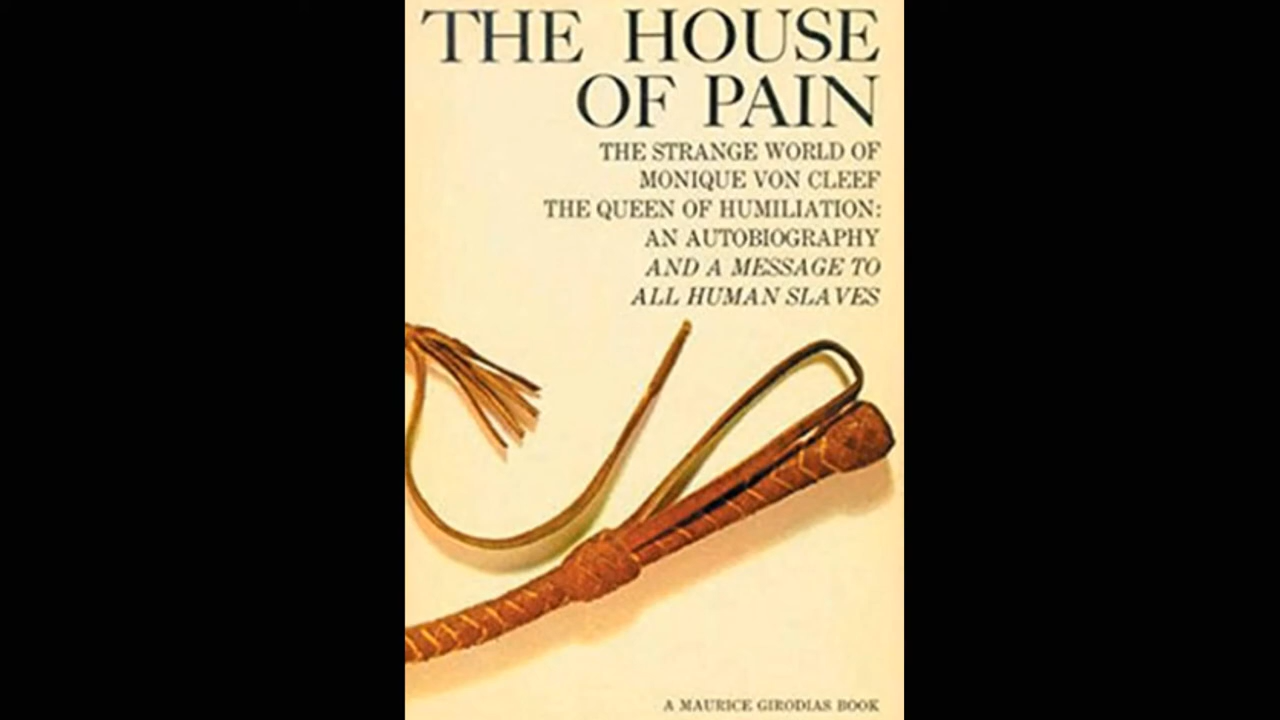 THE HOUSE
OF PAIN
THE STRANGE WORLD OF
MONIQUE VON CLEEF
THE QUEEN OF HUMILIATION:
AN AUTOBIOGRAPHY
AND A MESSAGE TO
ALL HUMAN SLAVES
A MAURICE GIRODIAS BOOK